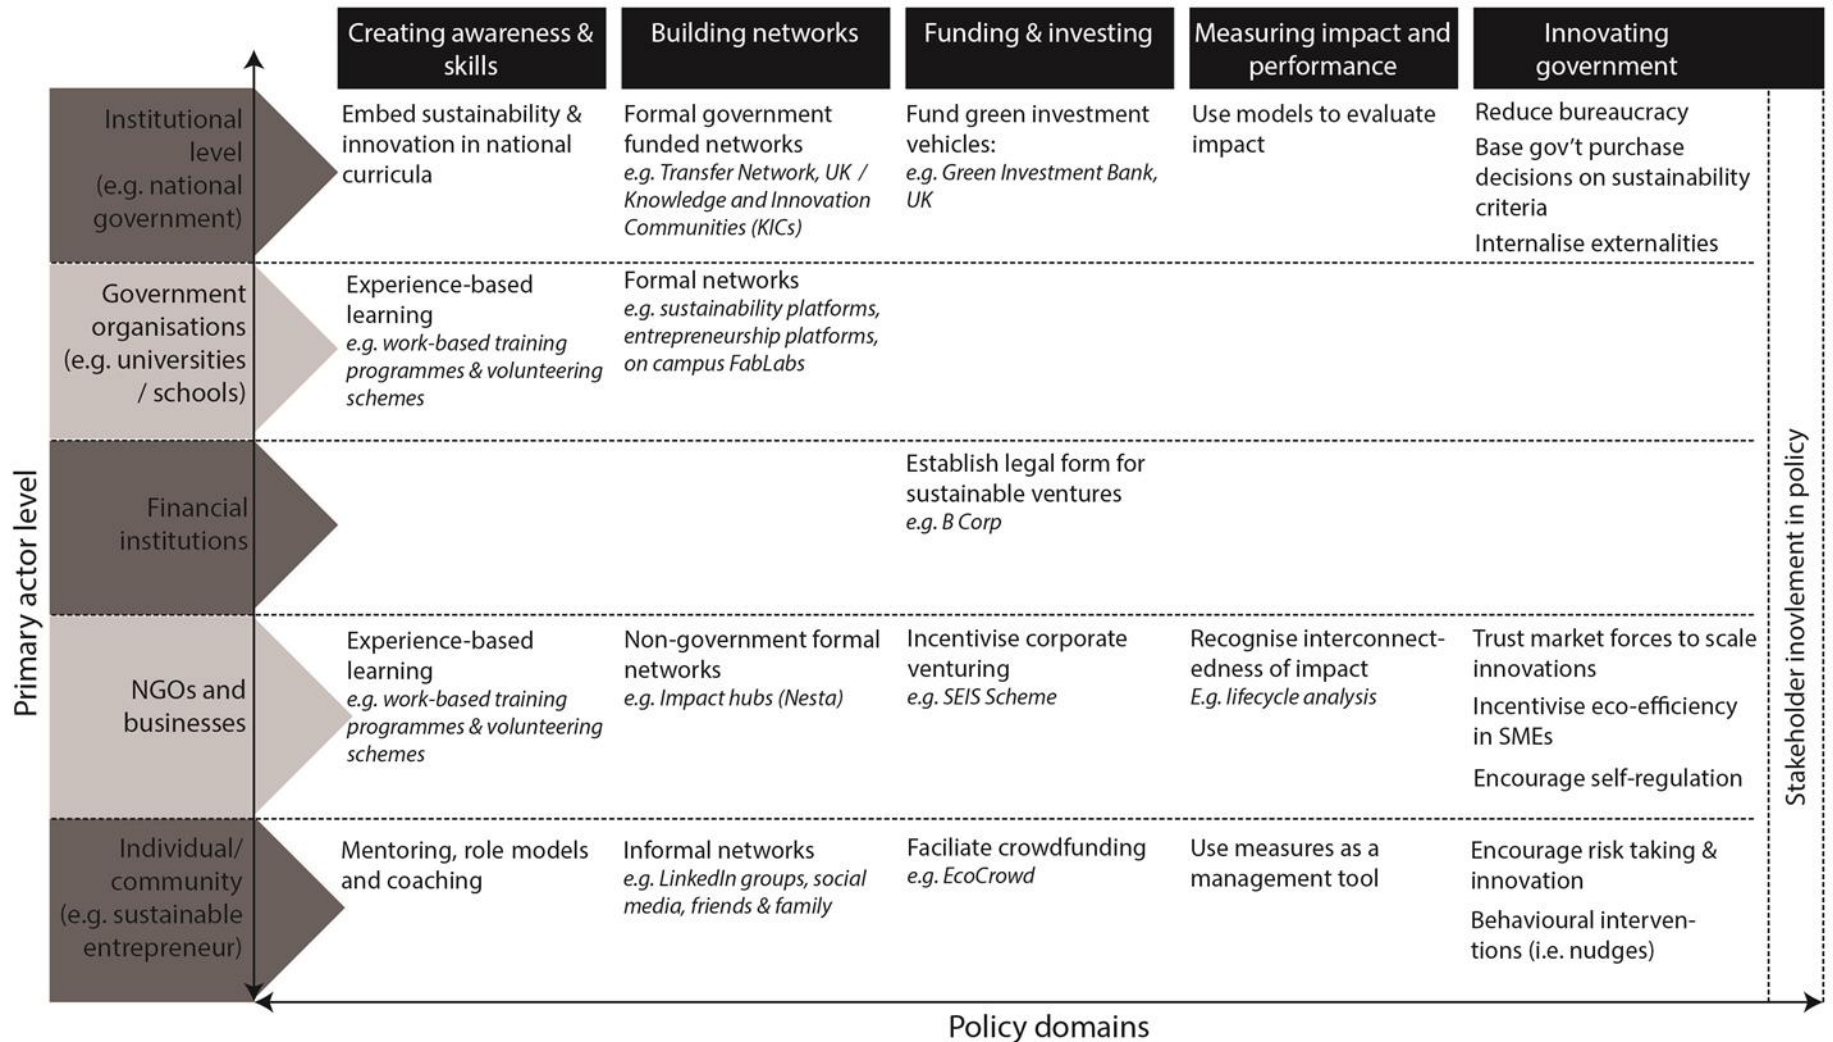 Creating awareness &
skills
Building networks
Funding & investing
Measuring impact and
performance
Innovating
government
Institutional
level
(e.g. national
government)
Embed sustainability &
innovation in national
curricula
Formal government
funded networks
e.g. Transfer Network, UK /
Knowledge and Innovation
Communities (KICs)
Fund green investment
vehicles:
e.g. Green Investment Bank,
UK
Use models to evaluate
impact
Reduce bureaucracy
Base gov't purchase
decisions on sustainability
criteria
Internalise externalities
Government
organisations
(e.g. universities
/ schools)
Experience-based
learning
e.g. work-based training
programmes & volunteering
schemes
Formal networks
e.g. sustainability platforms,
entrepreneurship platforms,
on campus FabLabs
Financial
institutions
Establish legal form for
sustainable ventures
e.g. B Corp
NGOs and
businesses
Experience-based
learning
e.g. work-based training
programmes & volunteering
schemes
Non-government formal
networks
e.g. Impact hubs (Nesta)
Incentivise corporate
venturing
e.g. SEIS Scheme
Recognise interconnect-
edness of impact
E.g. lifecycle analysis
Trust market forces to scale
innovations
Incentivise eco-efficiency
in SMEs
Encourage self-regulation
Individual/
community
(e.g. sustainable
entrepreneur)
Mentoring, role models
and coaching
Informal networks
e.g. LinkedIn groups, social
media, friends & family
Faciliate crowdfunding
e.g. EcoCrowd
Use measures as a
management tool
Encourage risk taking &
innovation
Behavioural interven-
tions (i.e. nudges)
Primary actor level
Stakeholder inovlement in policy
Policy domains